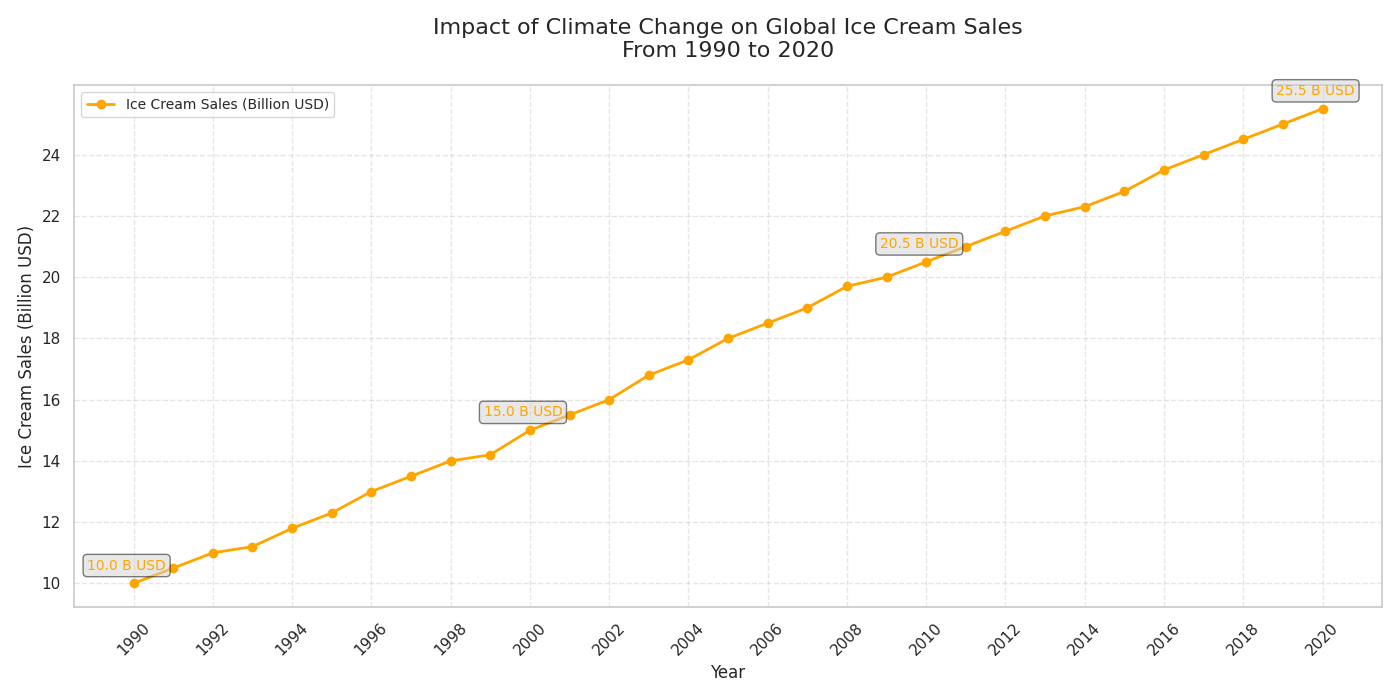 Impact of Climate Change on Global Ice Cream Sales
From 1990 to 2020
Ice Cream Sales (Billion USD)
25.5 B USD
20.5 B USD
15.0 B USD
10.0 B USD
Ice Cream Sales (Billion USD)
24
22
20
18
16
14
12
10
1990 1992 1994 1996 1998 2000 2002 2004 2006 2008 2010 2012 2014 2016 2018 2020
Year